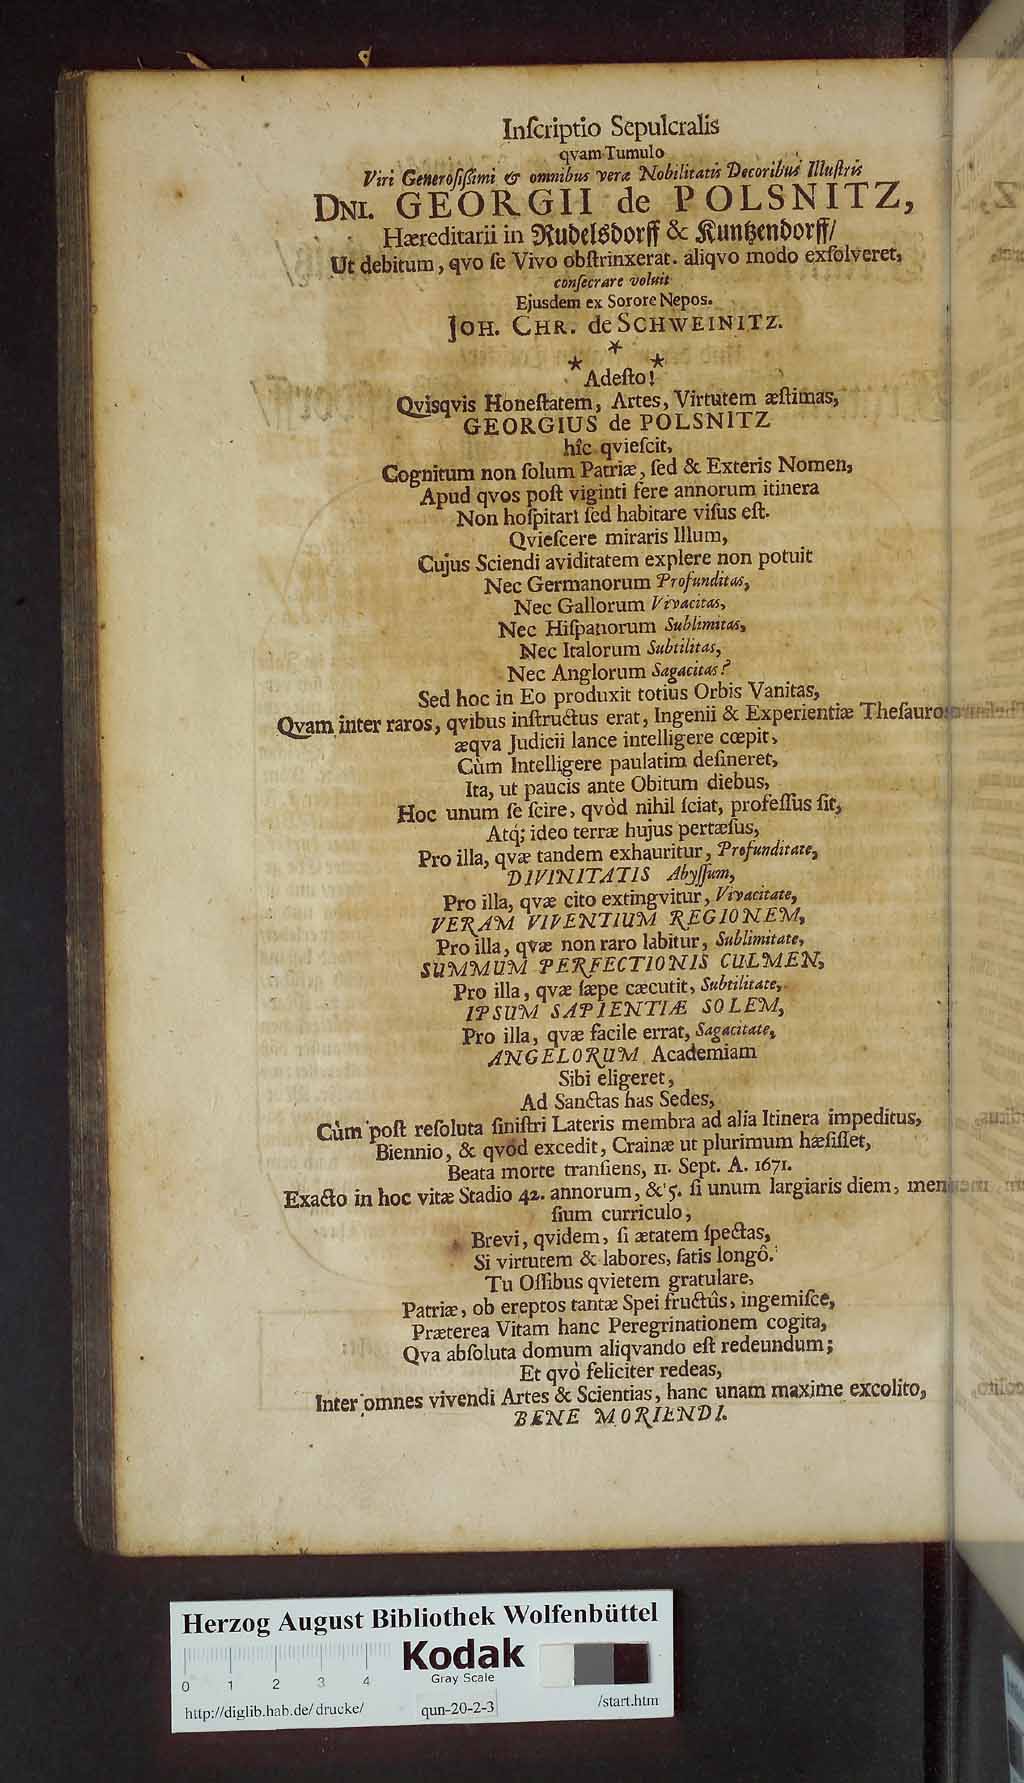 Inſcriptio Sepulcralis
qvam Tumulo
Viri Generoſiſſimi & omnibus veræ Nobilitatis Decoribus Illuſtris
DNI. GEORGII de POLSNITZ,
Hæreditarii in Rudelsdorff & Kuntzendorff/
Ut debitum, qvo ſe Vivo obſtrinxerat. aliqvo modo exſolveret,
conſecrare voluit
Ejusdem ex Sorore Nepos.
JOH. CHR. de SCHWEINITZ.
*
* *
Adeſto!
Qvisqvis Honeſtatem, Artes, Virtutem æſtimas,
GEORGIUS de POLSNITZ
hîc qvieſcit,
Cognitum non ſolum Patriæ, ſed & Exteris Nomen,
Apud qvos poſt viginti fere annorum itinera
Non hoſpitari ſed habitare viſus eſt.
Qvieſcere miraris Illum,
Cujus Sciendi aviditatem explere non potuit
Nec Germanorum Profunditas,
Nec Gallorum Vivacitas,
Nec Hiſpanorum Sublimitas,
Nec Italorum Subtilitas,
Nec Anglorum Sagacitas?
Sed hoc in Eo produxit totius Orbis Vanitas,
Qvam inter raros, qvibus inſtructus erat, Ingenii & Experientiæ Theſauros
æqva Judicii lance intelligere cœpit,
Cùm Intelligere paulatim deſineret,
Ita, ut paucis ante Obitum diebus,
Hoc unum ſe ſcire, qvòd nihil ſciat, profeſſus ſit,
Atq; ideo terræ hujus pertæſus,
Pro illa, qvæ tandem exhauritur, Profunditate,
DIVINITATIS Abyſſum,
Pro illa, qvæ cito extingvitur, Vivacitate,
VERAM VIVENTIUM REGIONEM,
Pro illa, qvæ non raro labitur, Sublimitate,
SUMMUM PERFECTIONIS CULMEN,
Pro illa, qvæ ſæpe cæcutit, Subtilitate,
IPSUM SAPIENTIÆ SOLEM,
Pro illa, qvæ facile errat, Sagacitate,
ANGELORUM Academiam
Sibi eligeret,
Ad Sanctas has Sedes,
Cùm poſt reſoluta ſiniſtri Lateris membra ad alia Itinera impeditus,
Biennio, & qvod excedit, Crainæ ut plurimum hæſiſſet,
Beata morte tranſiens, 11. Sept. A. 1671.
Exacto in hoc vitæ Stadio 42. annorum, & 5. ſi unum largiaris diem, men
ſium curriculo,
Brevi, qvidem, ſi ætatem ſpectas,
Si virtutem & labores, ſatis longô.
Tu Oſſibus qvietem gratulare,
Patriæ, ob ereptos tantæ Spei fructûs, ingemiſce,
Præterea Vitam hanc Peregrinationem cogita,
Qva abſoluta domum aliqvando eſt redeundum;
Et qvò feliciter redeas,
Inter omnes vivendi Artes & Scientias, hanc unam maxime excolito,
BENE MORIENDI.
Herzog August Bibliothek Wolfenbüttel
Kodak
Gray Scale
0 1 2 3 4
http://diglib.hab.de/drucke/ qun-20-2-3 /start.htm